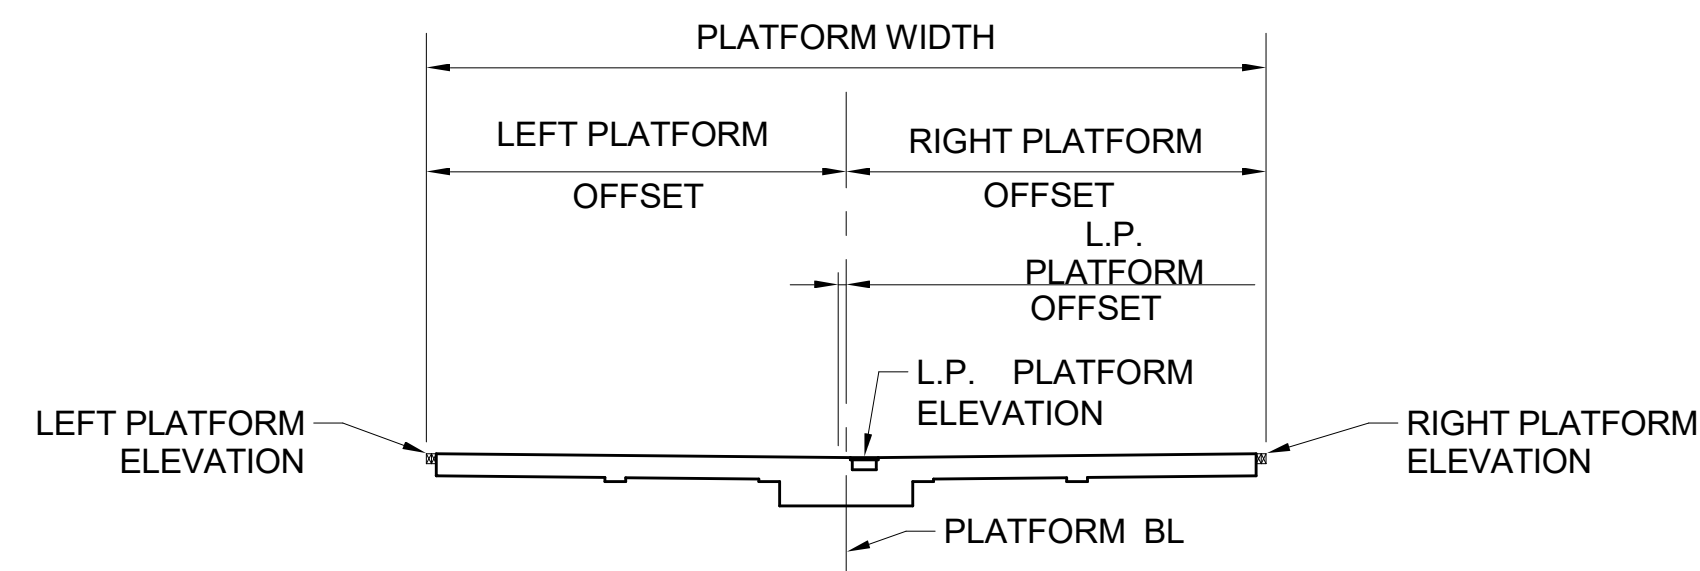 PLATFORM WIDTH
LEFT PLATFORM
OFFSET
RIGHT PLATFORM
OFFSET
L.P.
PLATFORM
OFFSET
L.P. PLATFORM
ELEVATION
LEFT PLATFORM
ELEVATION
RIGHT PLATFORM
ELEVATION
PLATFORM BL